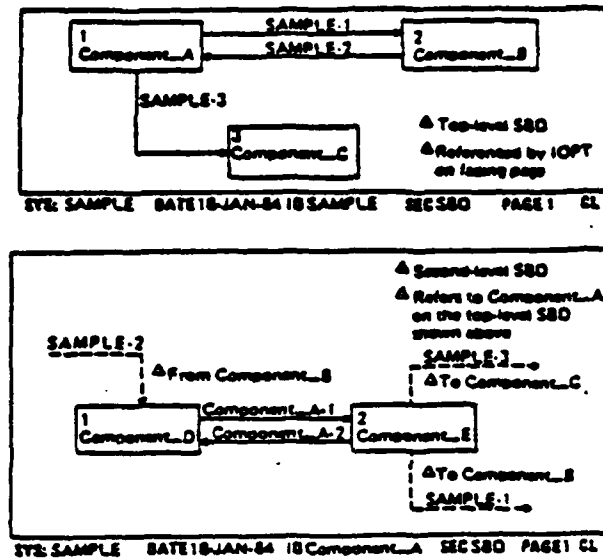 SAMPLE-1
1
Component_A
SAMPLE-2
2
Component_B
SAMPLE-3
3
Component_C
Δ Top-level SBD
Δ Referenced by IOPT
on facing page
SYS: SAMPLE DATE 18-JAN-84 ID SAMPLE SEC SBD PAGE 1 CL
Δ Second-level SBD
Δ Refers to Component_A
on the top-level SBD
shown above
SAMPLE-2
Δ From Component_B
SAMPLE-3
Δ To Component_C
1
Component_D
Component_A-1
Component_A-2
2
Component_E
Δ To Component_B
SAMPLE-1
SYS: SAMPLE DATE 18-JAN-84 ID Component_A SEC SBD PAGE 1 CL